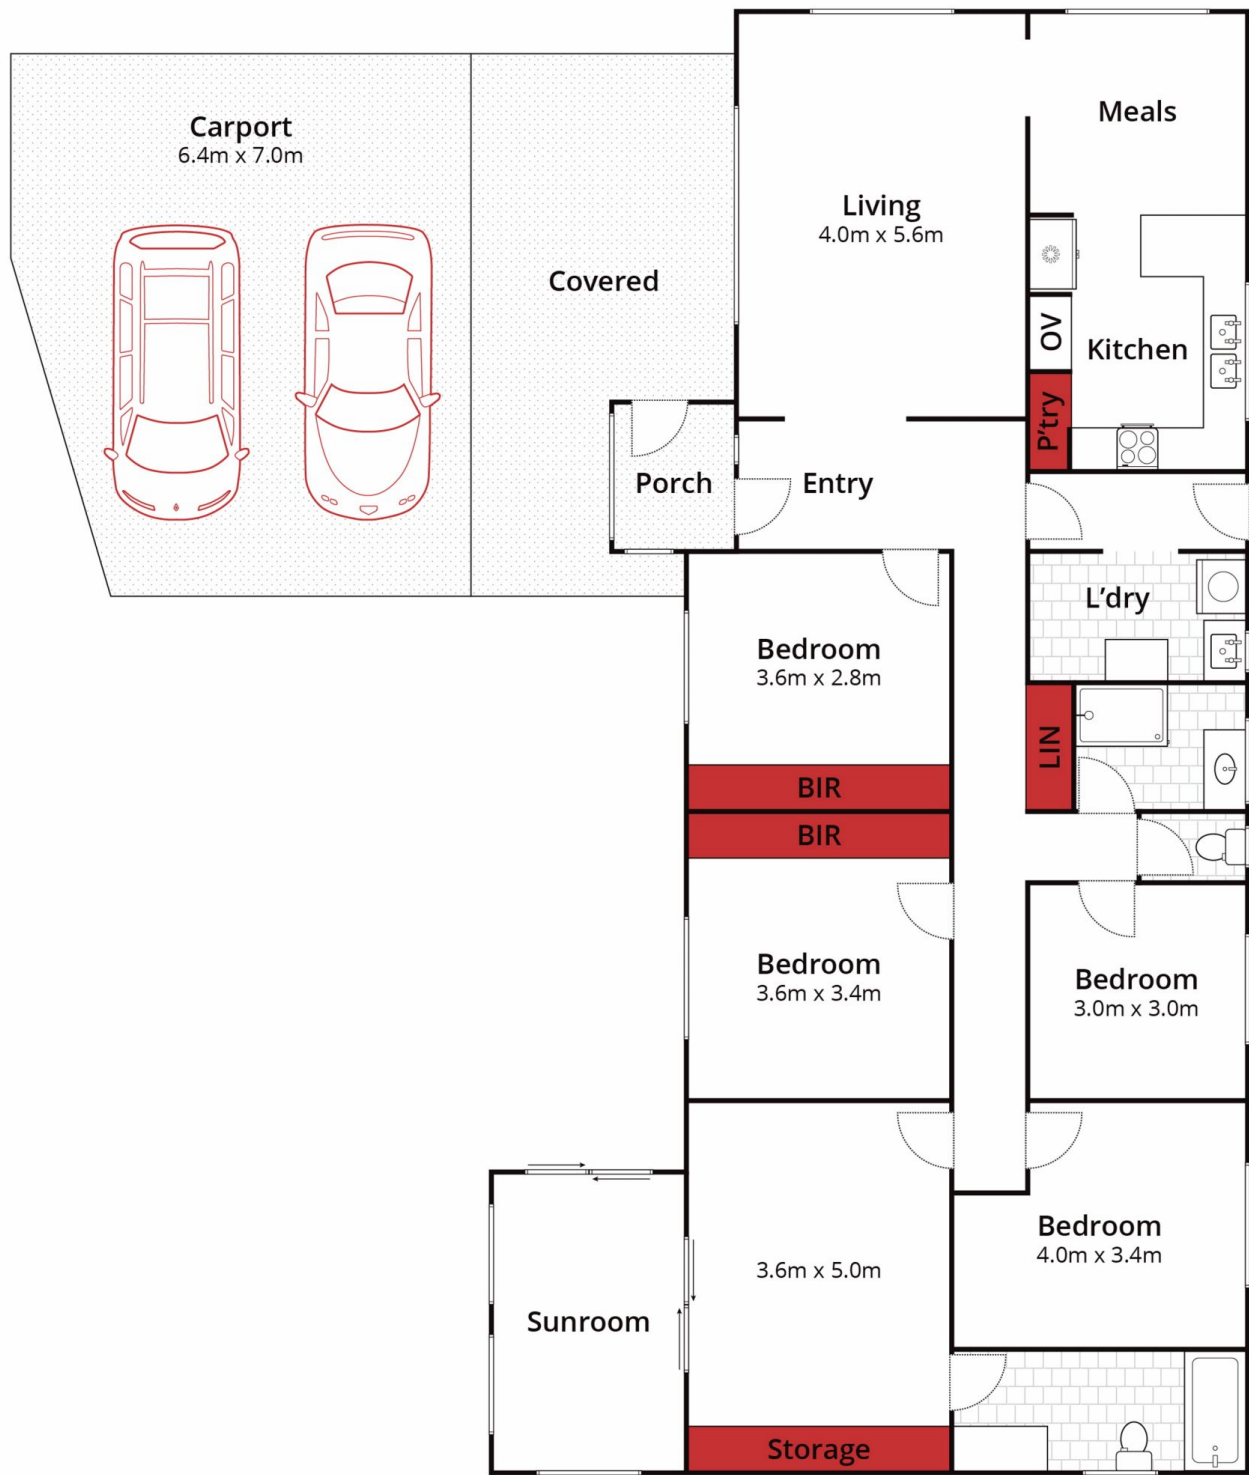 Carport
6.4m x 7.0m
Covered
Living
4.0m x 5.6m
Meals
OV
Kitchen
P'try
Porch
Entry
L'dry
Bedroom
3.6m x 2.8m
BIR
LIN
BIR
Bedroom
3.6m x 3.4m
Bedroom
3.0m x 3.0m
Bedroom
4.0m x 3.4m
3.6m x 5.0m
Sunroom
Storage